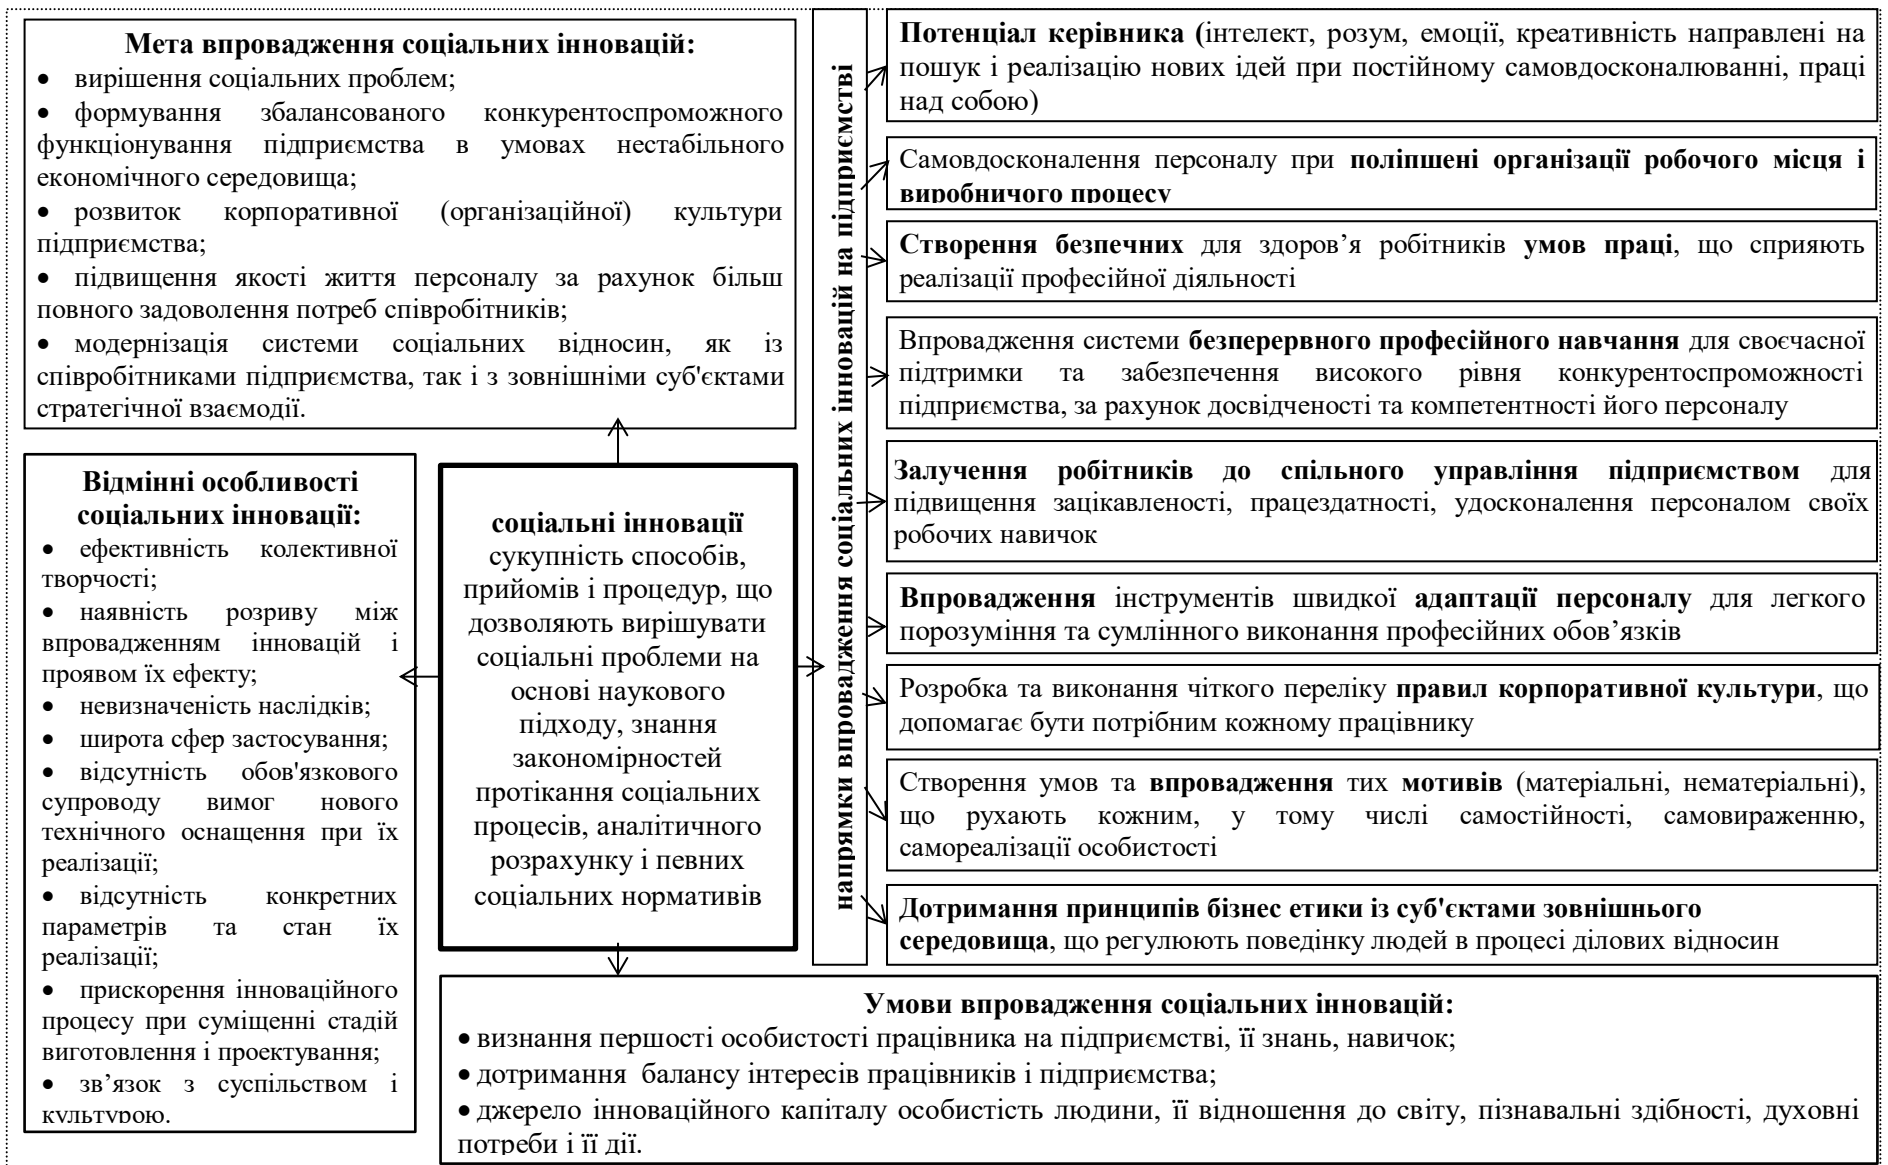 Мета впровадження соціальних інновацій:
• вирішення соціальних проблем;
• формування збалансованого конкурентоспроможного
функціонування підприємства в умовах нестабільного
економічного середовища;
• розвиток корпоративної (організаційної) культури
підприємства;
• підвищення якості життя персоналу за рахунок більш
повного задоволення потреб співробітників;
• модернізація системи соціальних відносин, як із
співробітниками підприємства, так і з зовнішніми суб'єктами
стратегічної взаємодії.
Відмінні особливості
соціальних інновації:
• ефективність колективної
творчості;
• наявність розриву між
впровадженням інновацій і
проявом їх ефекту;
• невизначеність наслідків;
• широта сфер застосування;
• відсутність обов'язкового
супроводу вимог нового
технічного оснащення при їх
реалізації;
• відсутність конкретних
параметрів та стан їх
реалізації;
• прискорення інноваційного
процесу при суміщенні стадій
виготовлення і проектування;
• зв’язок з суспільством і
культурою.
соціальні інновації
сукупність способів,
прийомів і процедур, що
дозволяють вирішувати
соціальні проблеми на
основі наукового
підходу, знання
закономірностей
протікання соціальних
процесів, аналітичного
розрахунку і певних
соціальних нормативів
напрямки впровадження соціальних інновацій на підприємстві
Потенціал керівника (інтелект, розум, емоції, креативність направлені на
пошук і реалізацію нових ідей при постійному самовдосконалюванні, праці
над собою)
Самовдосконалення персоналу при поліпшені організації робочого місця і
виробничого процесу
Створення безпечних для здоров’я робітників умов праці, що сприяють
реалізації професійної діяльності
Впровадження системи безперервного професійного навчання для своєчасної
підтримки та забезпечення високого рівня конкурентоспроможності
підприємства, за рахунок досвідченості та компетентності його персоналу
Залучення робітників до спільного управління підприємством для
підвищення зацікавленості, працездатності, удосконалення персоналом своїх
робочих навичок
Впровадження інструментів швидкої адаптації персоналу для легкого
порозуміння та сумлінного виконання професійних обов’язків
Розробка та виконання чіткого переліку правил корпоративної культури, що
допомагає бути потрібним кожному працівнику
Створення умов та впровадження тих мотивів (матеріальні, нематеріальні),
що рухають кожним, у тому числі самостійності, самовираженню,
самореалізації особистості
Дотримання принципів бізнес етики із суб'єктами зовнішнього
середовища, що регулюють поведінку людей в процесі ділових відносин
Умови впровадження соціальних інновацій:
• визнання першості особистості працівника на підприємстві, її знань, навичок;
• дотримання балансу інтересів працівників і підприємства;
• джерело інноваційного капіталу особистість людини, її відношення до світу, пізнавальні здібності, духовні
потреби і її дії.